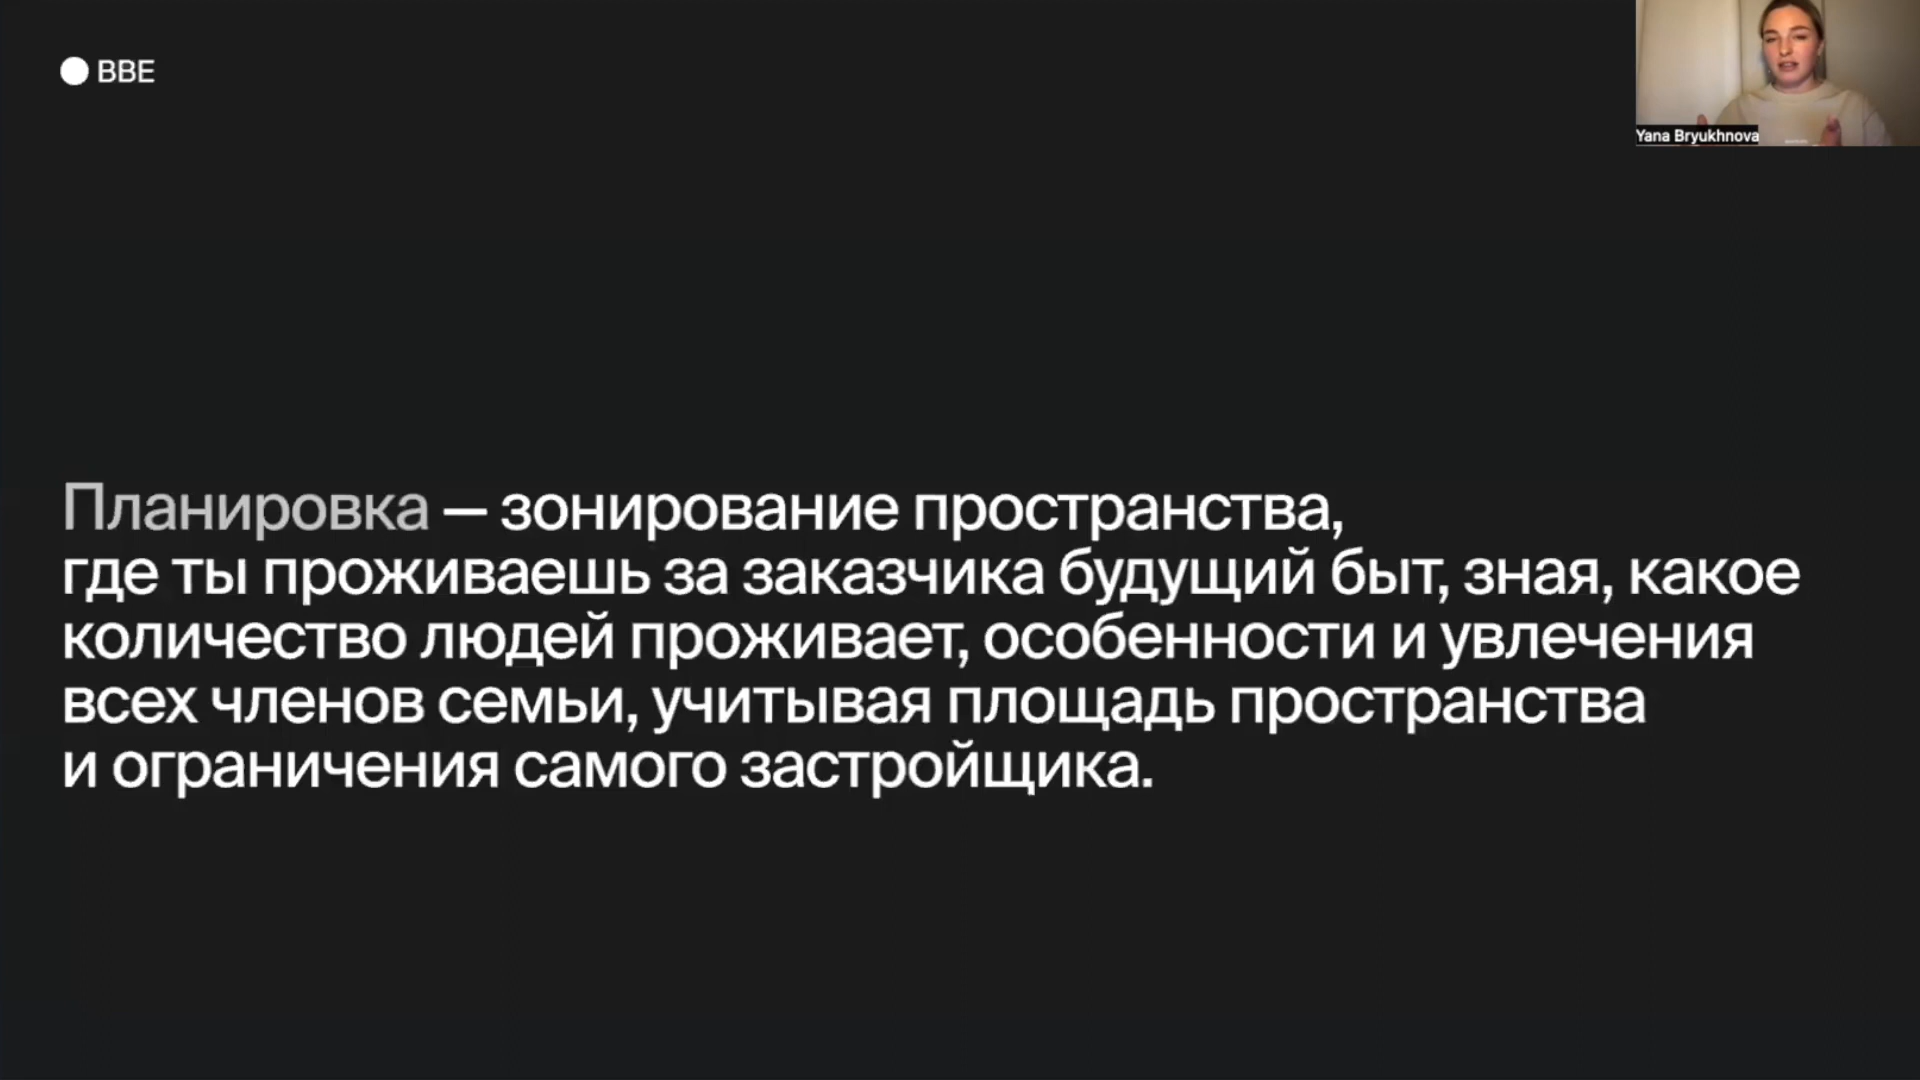 BBE
Yana Bryukhnova
Планировка — зонирование пространства,
где ты проживаешь за заказчика будущий быт, зная, какое
количество людей проживает, особенности и увлечения
всех членов семьи, учитывая площадь пространства
и ограничения самого застройщика.